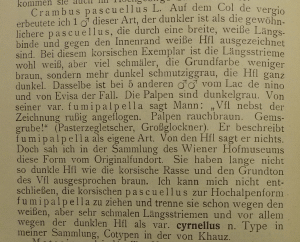 kommen sie auch im Hochge
Crambus pascuellus L. Auf dem Col de vergio
erbeutete ich 1 ♂ dieser Art, der dunkler ist als die gewöhn-
lichere pascuellus, die durch eine breite, weiße Längs-
binde und gegen den Innenrand weiße Hfl ausgezeichnet
sind. Bei diesem korsischen Exemplar ist die Längsstrieme
wohl weiß, aber viel schmäler, die Grundfarbe weniger
braun, sondern mehr dunkel schmutziggrau, die Hfl ganz
dunkel. Dasselbe ist bei 5 anderen ♂♂ vom Lac de nino
und von Evisa der Fall. Die Palpen sind dunkelgrau. Von
seiner var. fumipalpella sagt Mann: „Vfl nebst der
Zeichnung rußig angeflogen. Palpen rauchbraun. Gems-
grube!" (Pasterzegletscher, Großglockner). Er beschreibt
fumipalpella als eigene Art. Von den Hfl sagt er nichts.
Doch sah ich in der Sammlung des Wiener Hofmuseums
diese Form vom Originalfundort. Sie haben lange nicht
so dunkle Hfl wie die korsische Rasse und den Grundton
des Vfl ausgesprochen braun. Ich kann mich nicht ent-
schließen, die korsischen pascuellus zur Hochalpenform
fumipalpella zu ziehen und trenne sie schon wegen den
weißen, aber sehr schmalen Längsstriemen und vor allem
wegen der dunklen Hfl als var. cyrnellus n. Type in
meiner Sammlung, Cotypen in der von Khauz.